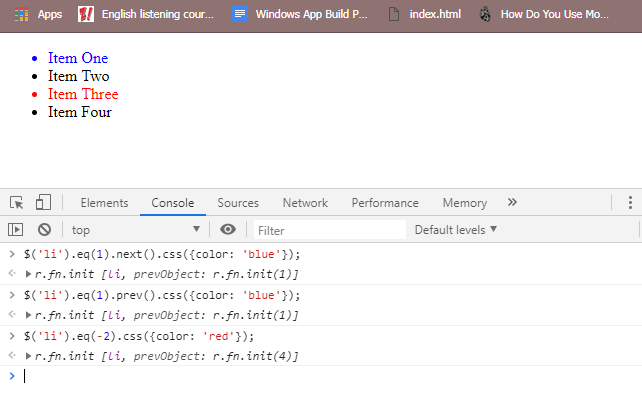 Apps English listening cour... Windows App Build P... index.html How Do You Use Mo...
Item One
Item Two
Item Three
Item Four
Elements Console Sources Network Performance Memory »
top ▼ Filter Default levels ▼
> $('li').eq(1).next().css({color: 'blue'});
▶ r.fn.init [li, prevObject: r.fn.init(1)]
> $('li').eq(1).prev().css({color: 'blue'});
▶ r.fn.init [li, prevObject: r.fn.init(1)]
> $('li').eq(-2).css({color: 'red'});
▶ r.fn.init [li, prevObject: r.fn.init(4)]
>